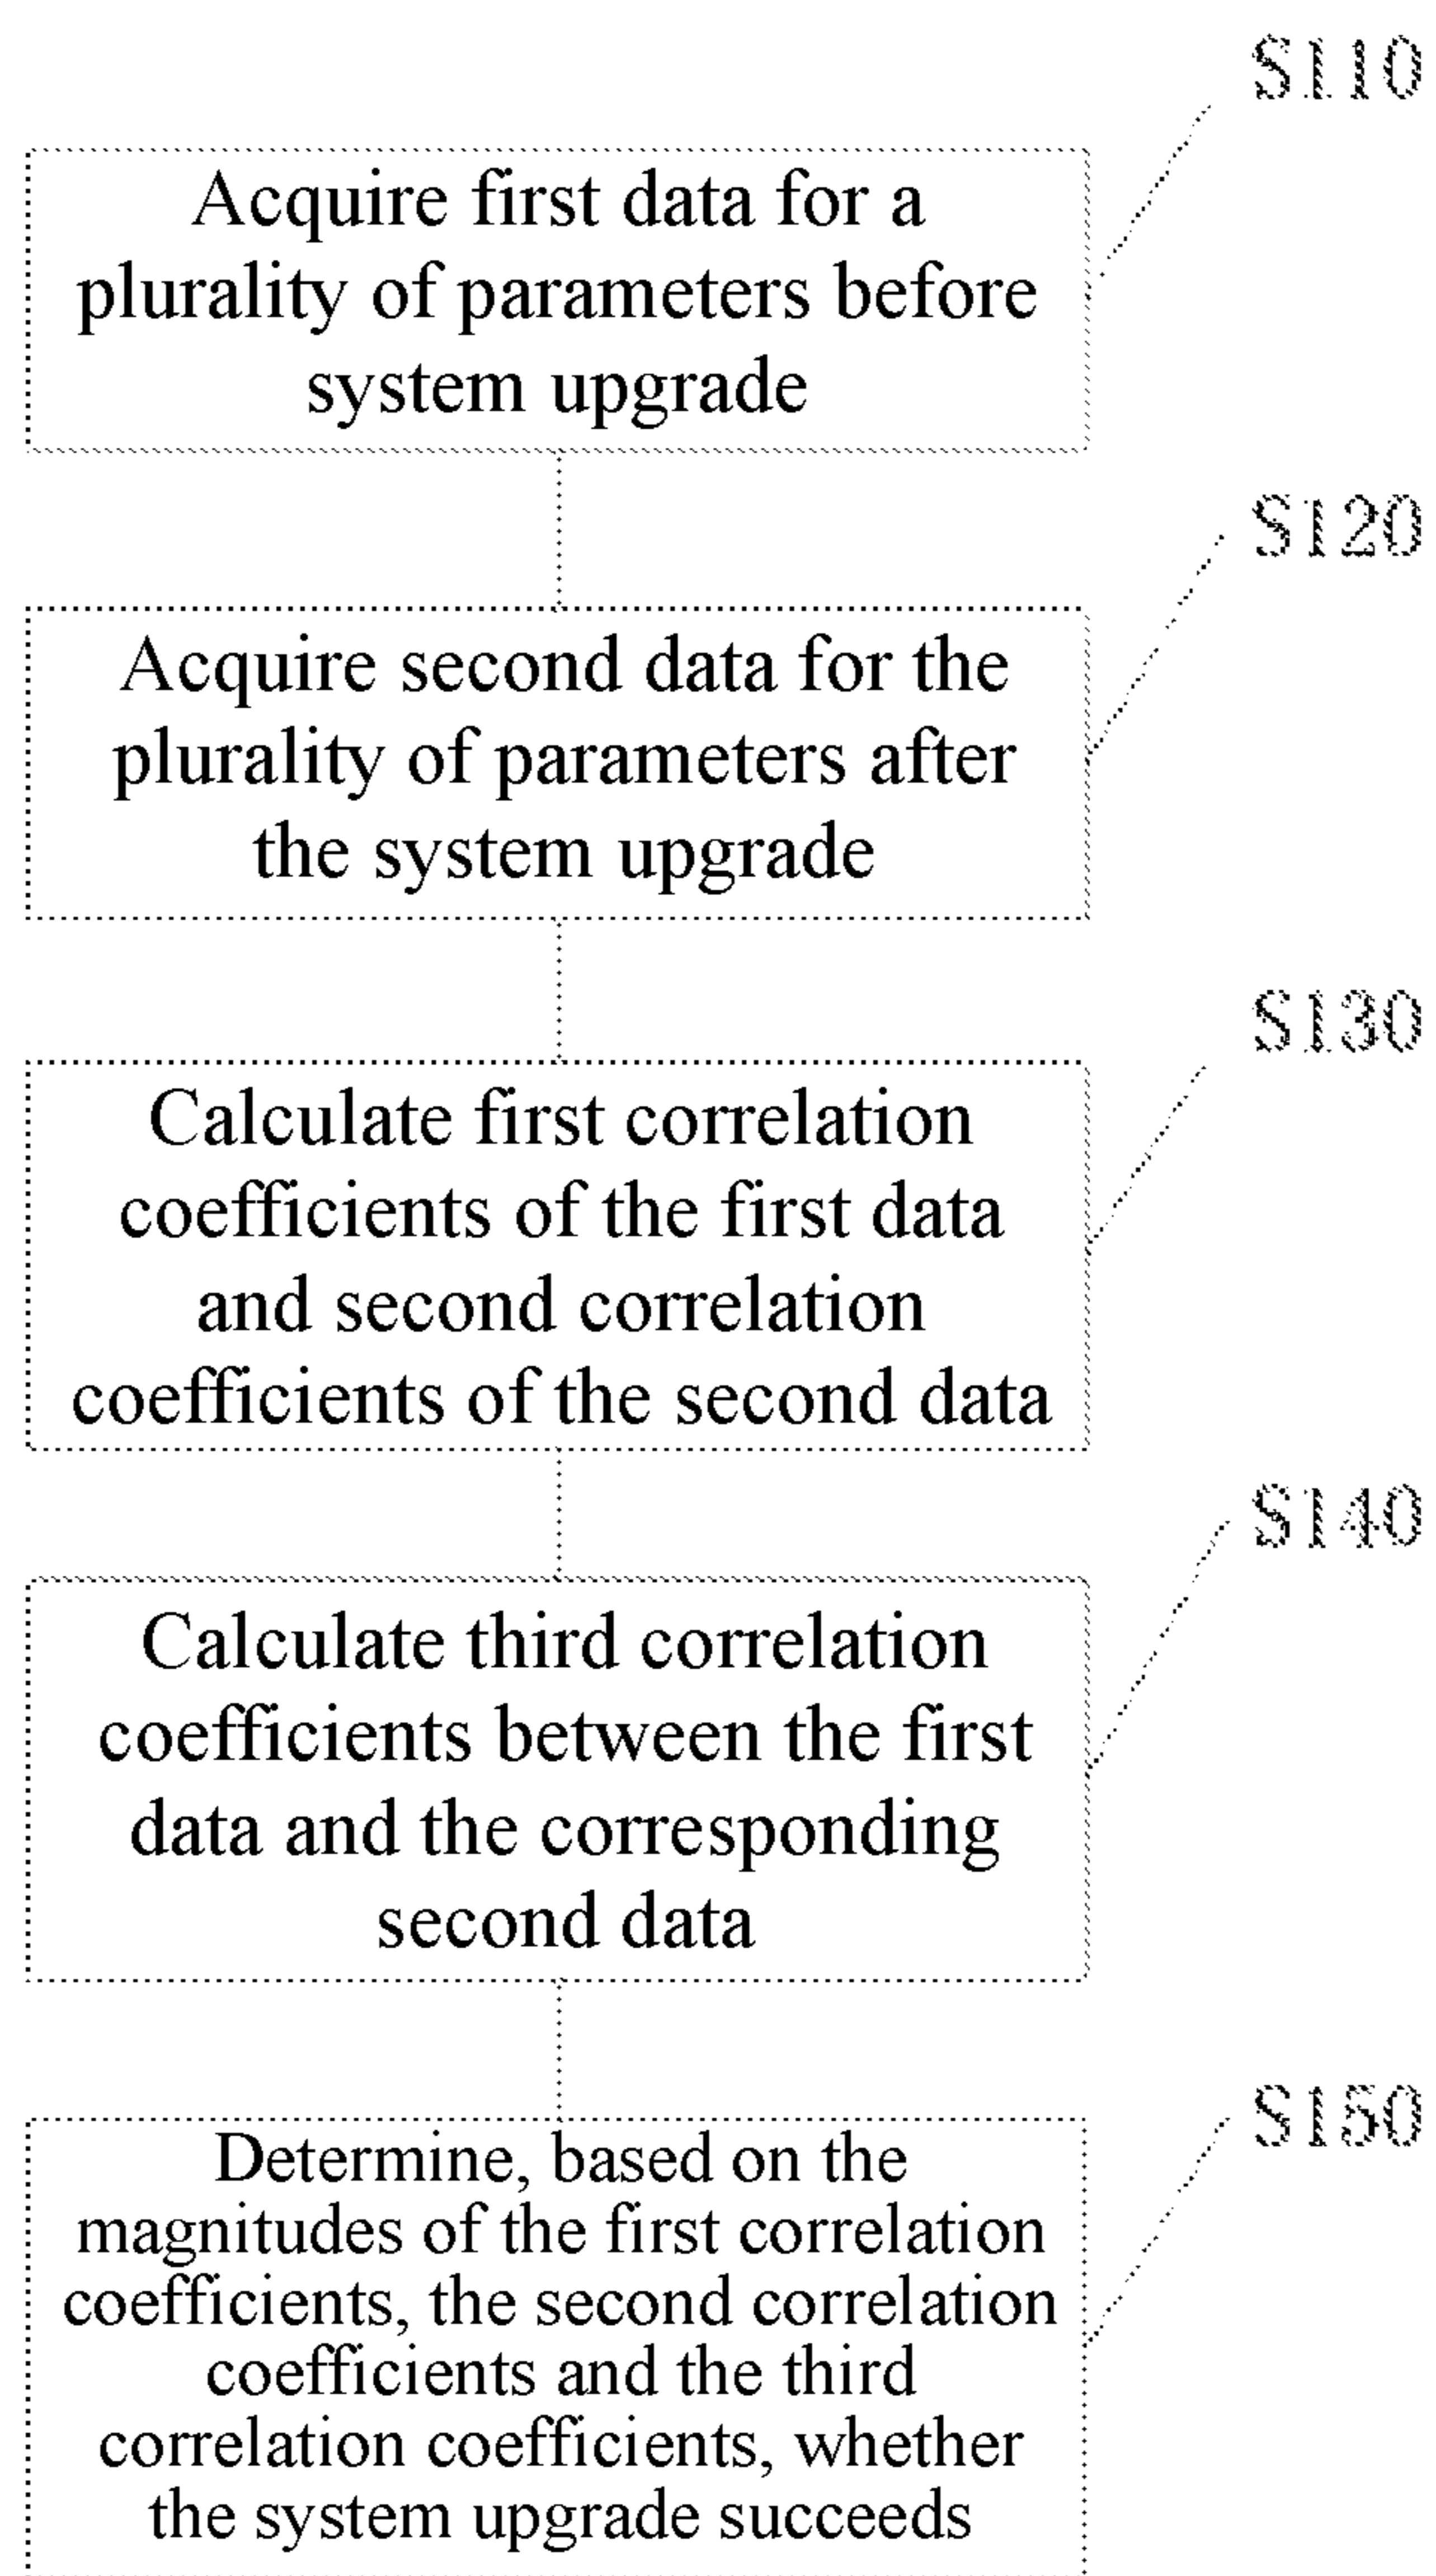 S110
Acquire first data for a
plurality of parameters before
system upgrade
S120
Acquire second data for the
plurality of parameters after
the system upgrade
S130
Calculate first correlation
coefficients of the first data
and second correlation
coefficients of the second data
S140
Calculate third correlation
coefficients between the first
data and the corresponding
second data
S150
Determine, based on the
magnitudes of the first correlation
coefficients, the second correlation
coefficients and the third
correlation coefficients, whether
the system upgrade succeeds